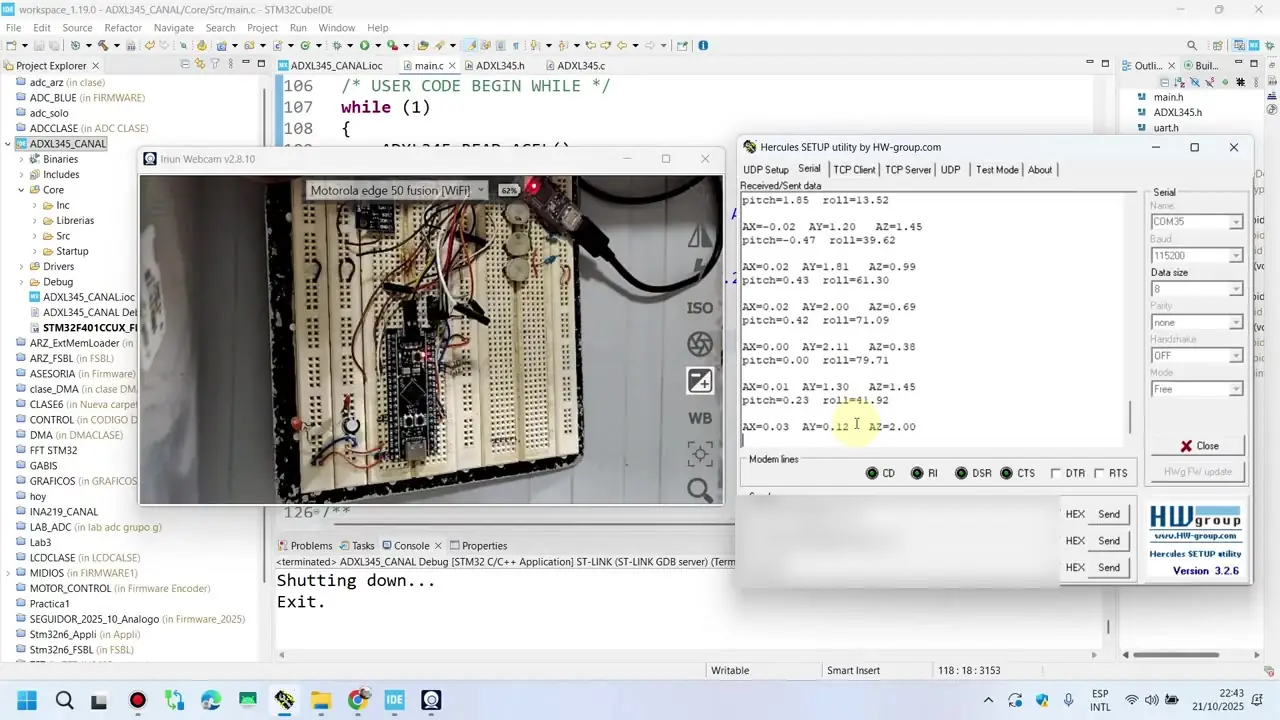 workspace_1.19.0 - ADXL345_CANAL/Core/Src/main.c - STM32CubeIDE
File Edit Source Refactor Navigate Search Project Run Window Help
Project Explorer
ADXL345_CANAL.ioc main.c ADXL345.h ADXL345.c
Outli... Buil...
adc_arz (in clase)
ADC_BLUE (in FIRMWARE)
adc_solo
ADCCLASE (in ADC CLASE)
ADXL345_CANAL
Binaries
Includes
Core
Inc
Librerias
Src
Startup
Drivers
Debug
ADXL345_CANAL.ioc
ADXL345_CANAL Deb
STM32F401CCUX_FL
ARZ_ExtMemLoader
ARZ_FSBL (in FSBL)
ASESORIA (in Firmware)
clase_DMA (in clase DMA
CLASE6 (in Nueva carpet
CONTROL (in CODIGO CO
DMA (in DMACLASE)
FFT STM32
GABIS
GRAFICOS (in GRAFICOS)
hoy
INA219_CANAL
LAB_ADC (in lab adc grupo g)
Lab3
LCDCLASE (in LCDCALSE)
MIDIOS (in FIRMWARE1)
MOTOR_CONTROL (in Firmware Encoder)
Practica1
SEGUIDOR_2025_10_Analogo (in Firmware_2025)
Stm32n6_Appli (in Appli)
Stm32n6_FSBL (in FSBL)
106 /* USER CODE BEGIN WHILE */
107 while (1)
108 {
126 /**
main.h
ADXL345.h
uart.h
Iriun Webcam v2.8.10
Motorola edge 50 fusion [WiFi] 62%
ISO
WB
Hercules SETUP utility by HW-group.com
UDP Setup Serial TCP Client TCP Server UDP Test Mode About
Received/Sent data
pitch=1.85 roll=13.52
AX=-0.02 AY=1.20 AZ=1.45
pitch=-0.47 roll=39.62
AX=0.02 AY=1.81 AZ=0.99
pitch=0.43 roll=61.30
AX=0.02 AY=2.00 AZ=0.69
pitch=0.42 roll=71.09
AX=0.00 AY=2.11 AZ=0.38
pitch=0.00 roll=79.71
AX=0.01 AY=1.30 AZ=1.45
pitch=0.23 roll=41.92
AX=0.03 AY=0.12 AZ=2.00
Serial
Name
COM35
Baud
115200
Data size
8
Parity
none
Handshake
OFF
Mode
Free
Close
HWg FW update
Modem lines
CD RI DSR CTS DTR RTS
HEX Send
HEX Send
HEX Send
HWgroup
www.HW-group.com
Hercules SETUP utility
Version 3.2.6
Problems Tasks Console Properties
<terminated> ADXL345_CANAL Debug [STM32 C/C++ Application] ST-LINK (ST-LINK GDB server) (Term
Shutting down...
Exit.
Writable Smart Insert 118 : 18 : 3153
IDE
ESP
INTL
22:43
21/10/2025